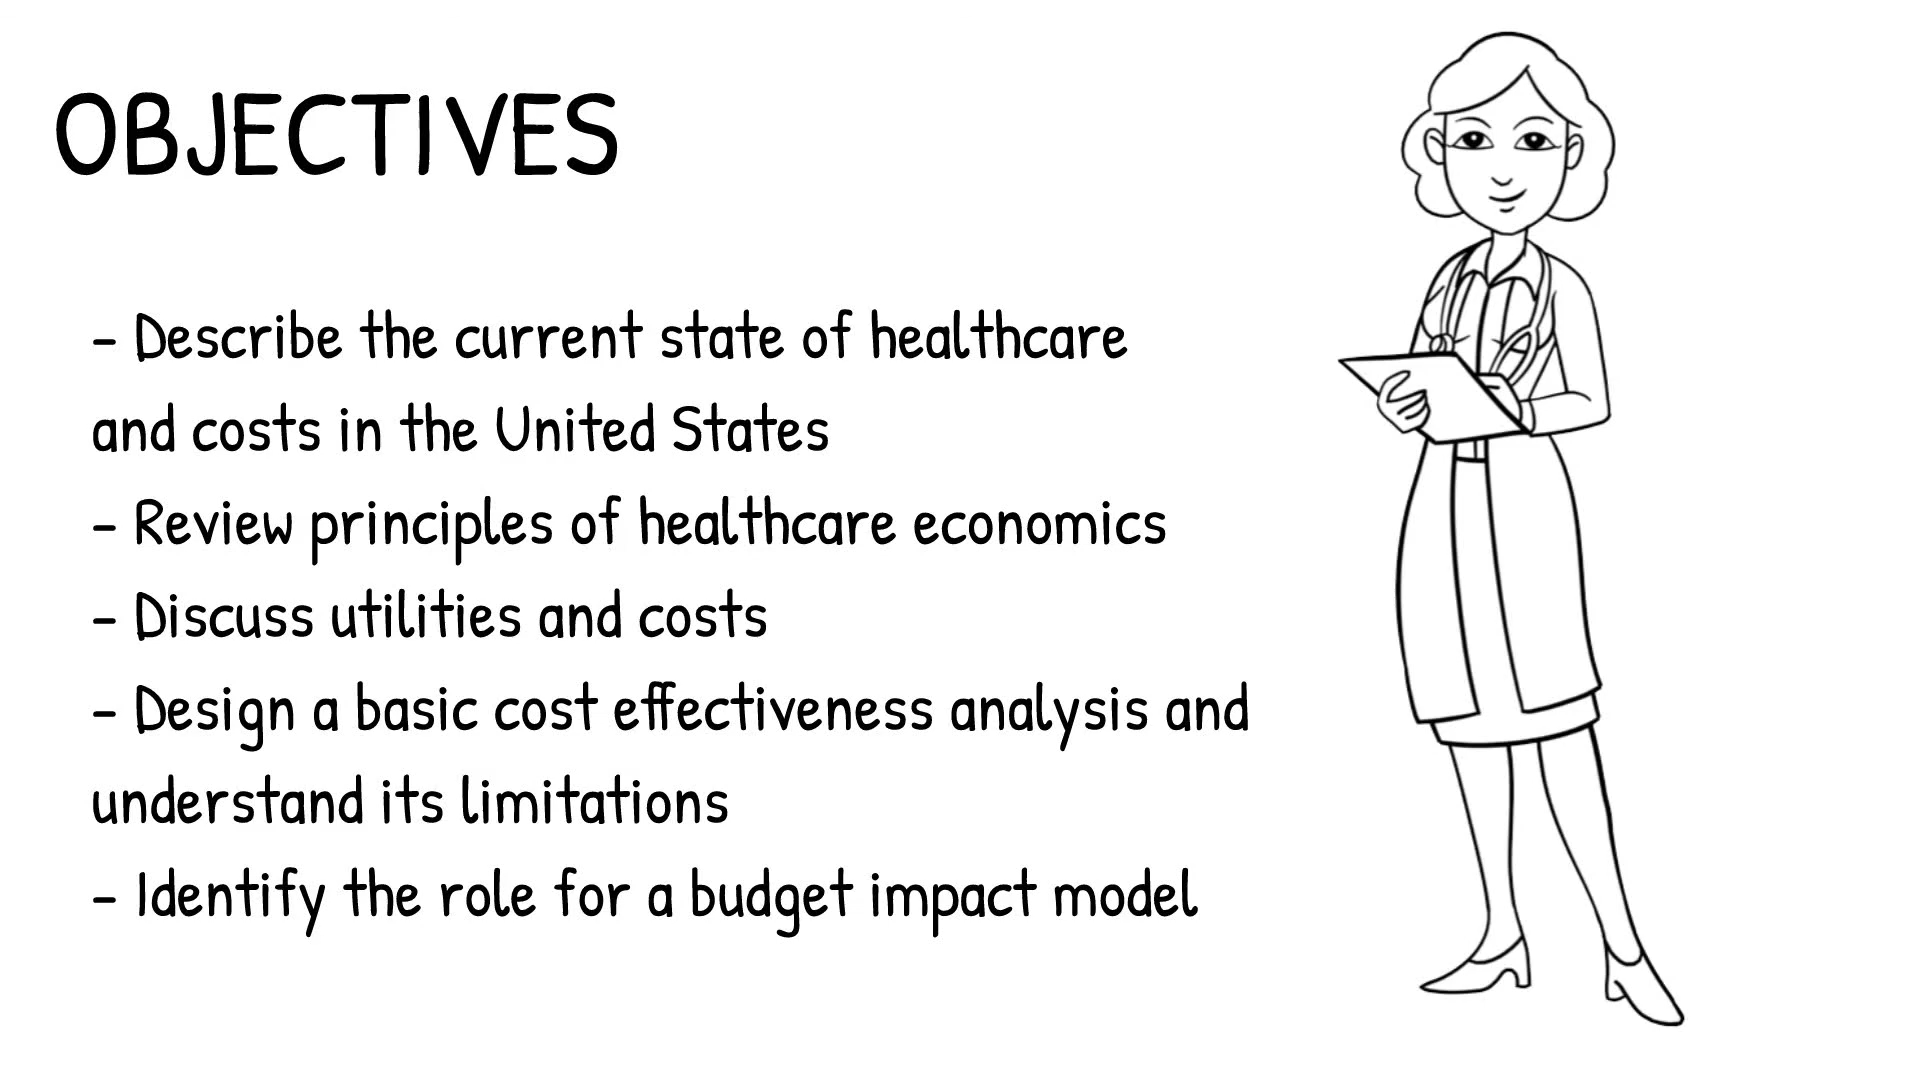 OBJECTIVES
- Describe the current state of healthcare
and costs in the United States
- Review principles of healthcare economics
- Discuss utilities and costs
- Design a basic cost effectiveness analysis and
understand its limitations
- Identify the role for a budget impact model